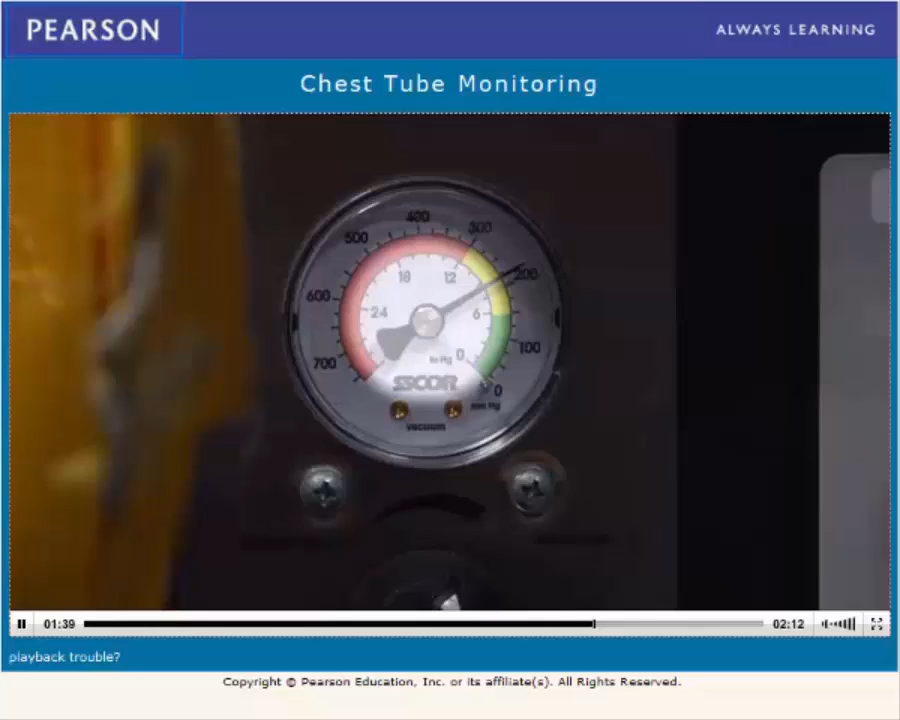 PEARSON
ALWAYS LEARNING
Chest Tube Monitoring
400
500
300
18
12
200
600
24
6
700
100
In Hg
0
SSCOR
0
mm Hg
vacuum
01:39
02:12
playback trouble?
Copyright © Pearson Education, Inc. or its affiliate(s). All Rights Reserved.